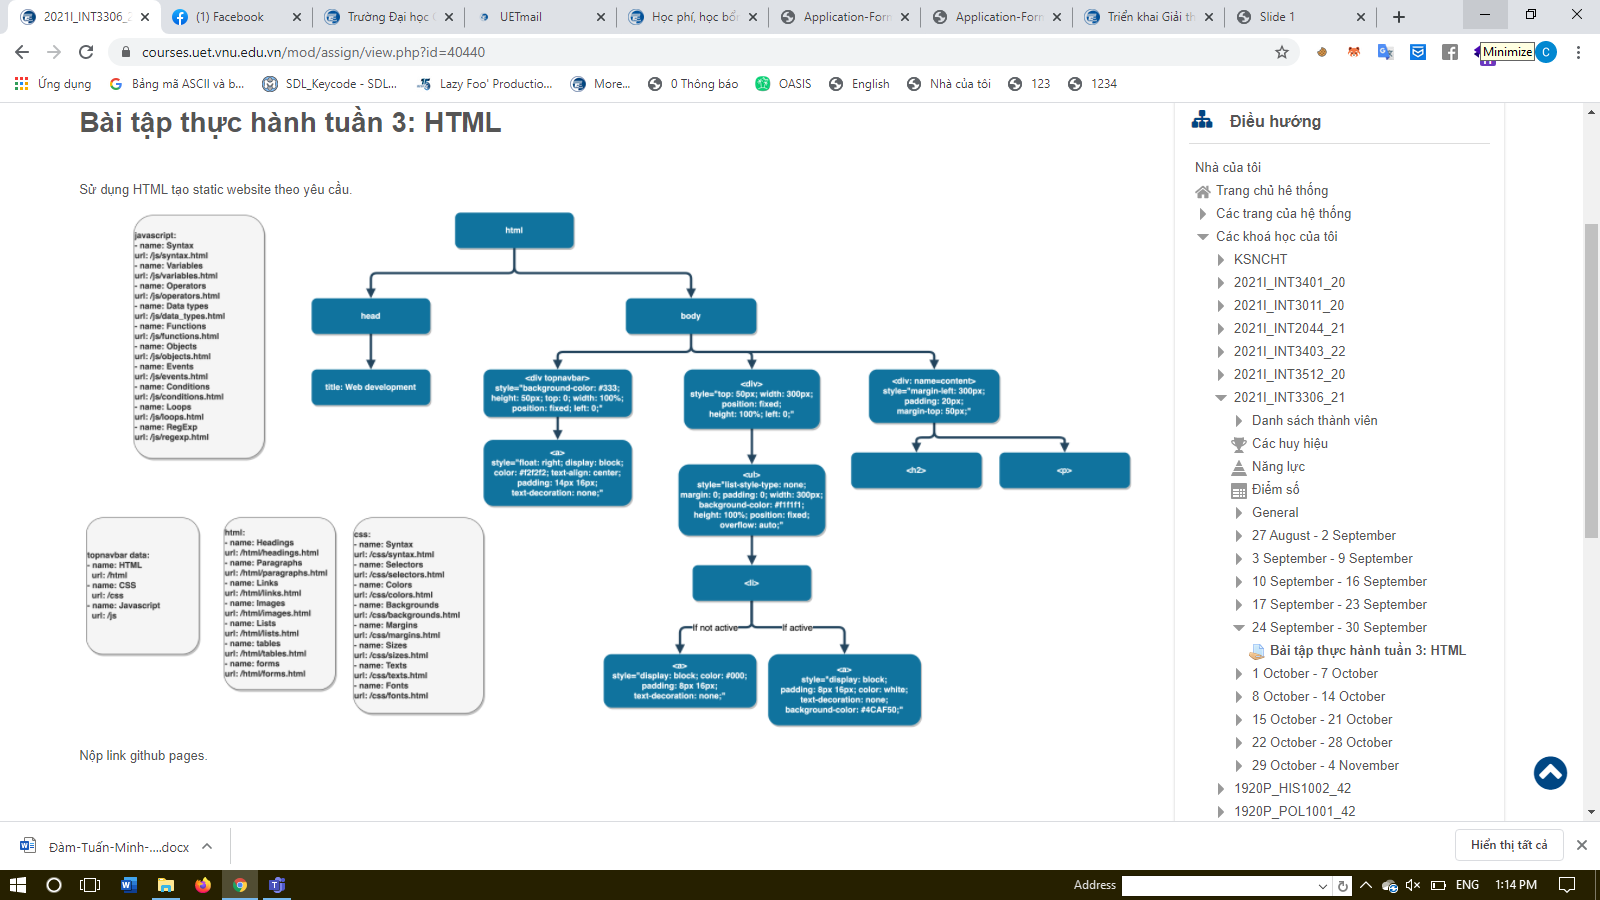 2021I_INT3306_2
(1) Facebook
Trường Đại học
UETmail
Học phí, học bổ
Application-Form
Application-Form
Triển khai Giải th
Slide 1
courses.uet.vnu.edu.vn/mod/assign/view.php?id=40440
Minimize
C
Ứng dụng
Bảng mã ASCII và b...
SDL_Keycode - SDL...
Lazy Foo' Productio...
More...
0 Thông báo
OASIS
English
Nhà của tôi
123
1234
Bài tập thực hành tuần 3: HTML
Sử dụng HTML tạo static website theo yêu cầu.
javascript:
- name: Syntax
url: /js/syntax.html
- name: Variables
url: /js/variables.html
- name: Operators
url: /js/operators.html
- name: Data types
url: /js/data_types.html
- name: Functions
url: /js/functions.html
- name: Objects
url: /js/objects.html
- name: Events
url: /js/events.html
- name: Conditions
url: /js/conditions.html
- name: Loops
url: /js/loops.html
- name: RegExp
url: /js/regexp.html
html
head
body
title: Web development
<div topnavbar>
style="background-color: #333;
height: 50px; top: 0; width: 100%;
position: fixed; left: 0;"
<div>
style="top: 50px; width: 300px;
position: fixed;
height: 100%; left: 0;"
<div: name=content>
style="margin-left: 300px;
padding: 20px;
margin-top: 50px;"
<a>
style="float: right; display: block;
color: #f2f2f2; text-align: center;
padding: 14px 16px;
text-decoration: none;"
<ub>
style="list-style-type: none;
margin: 0; padding: 0; width: 300px;
background-color: #f1f1f1;
height: 100%; position: fixed;
overflow: auto;"
<h2>
<p>
<li>
If not active
If active
<a>
style="display: block; color: #000;
padding: 8px 16px;
text-decoration: none;"
<a>
style="display: block;
padding: 8px 16px; color: white;
text-decoration: none;
background-color: #4CAF50;"
topnavbar data:
- name: HTML
url: /html
- name: CSS
url: /css
- name: Javascript
url: /js
html:
- name: Headings
url: /html/headings.html
- name: Paragraphs
url: /html/paragraphs.html
- name: Links
url: /html/links.html
- name: Images
url: /html/images.html
- name: Lists
url: /html/lists.html
- name: tables
url: /html/tables.html
- name: forms
url: /html/forms.html
css:
- name: Syntax
url: /css/syntax.html
- name: Selectors
url: /css/selectors.html
- name: Colors
url: /css/colors.html
- name: Backgrounds
url: /css/backgrounds.html
- name: Margins
url: /css/margins.html
- name: Sizes
url: /css/sizes.html
- name: Texts
url: /css/texts.html
- name: Fonts
url: /css/fonts.html
Nộp link github pages.
Điều hướng
Nhà của tôi
Trang chủ hệ thống
Các trang của hệ thống
Các khoá học của tôi
KSNCHT
2021I_INT3401_20
2021I_INT3011_20
2021I_INT2044_21
2021I_INT3403_22
2021I_INT3512_20
2021I_INT3306_21
Danh sách thành viên
Các huy hiệu
Năng lực
Điểm số
General
27 August - 2 September
3 September - 9 September
10 September - 16 September
17 September - 23 September
24 September - 30 September
Bài tập thực hành tuần 3: HTML
1 October - 7 October
8 October - 14 October
15 October - 21 October
22 October - 28 October
29 October - 4 November
1920P_HIS1002_42
1920P_POL1001_42
Đàm-Tuấn-Minh-....docx
Hiển thị tất cả
Address
ENG
1:14 PM